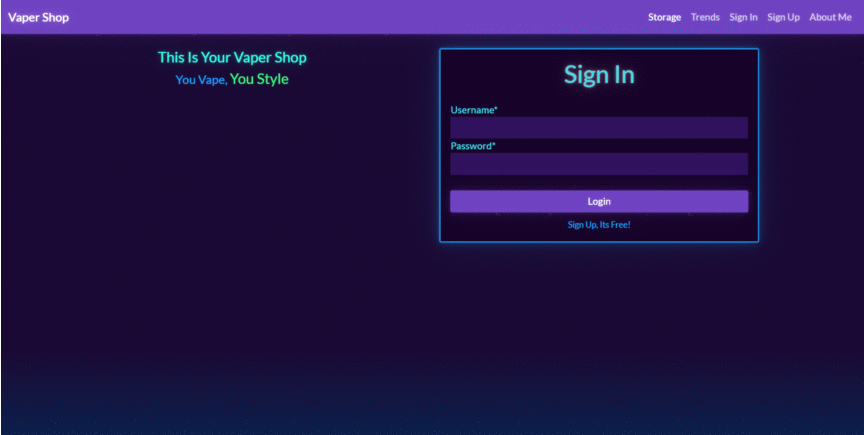 Vaper Shop
Storage Trends Sign In Sign Up About Me
This Is Your Vaper Shop
You Vape, You Style
Sign In
Username*
Password*
Login
Sign Up, Its Free!